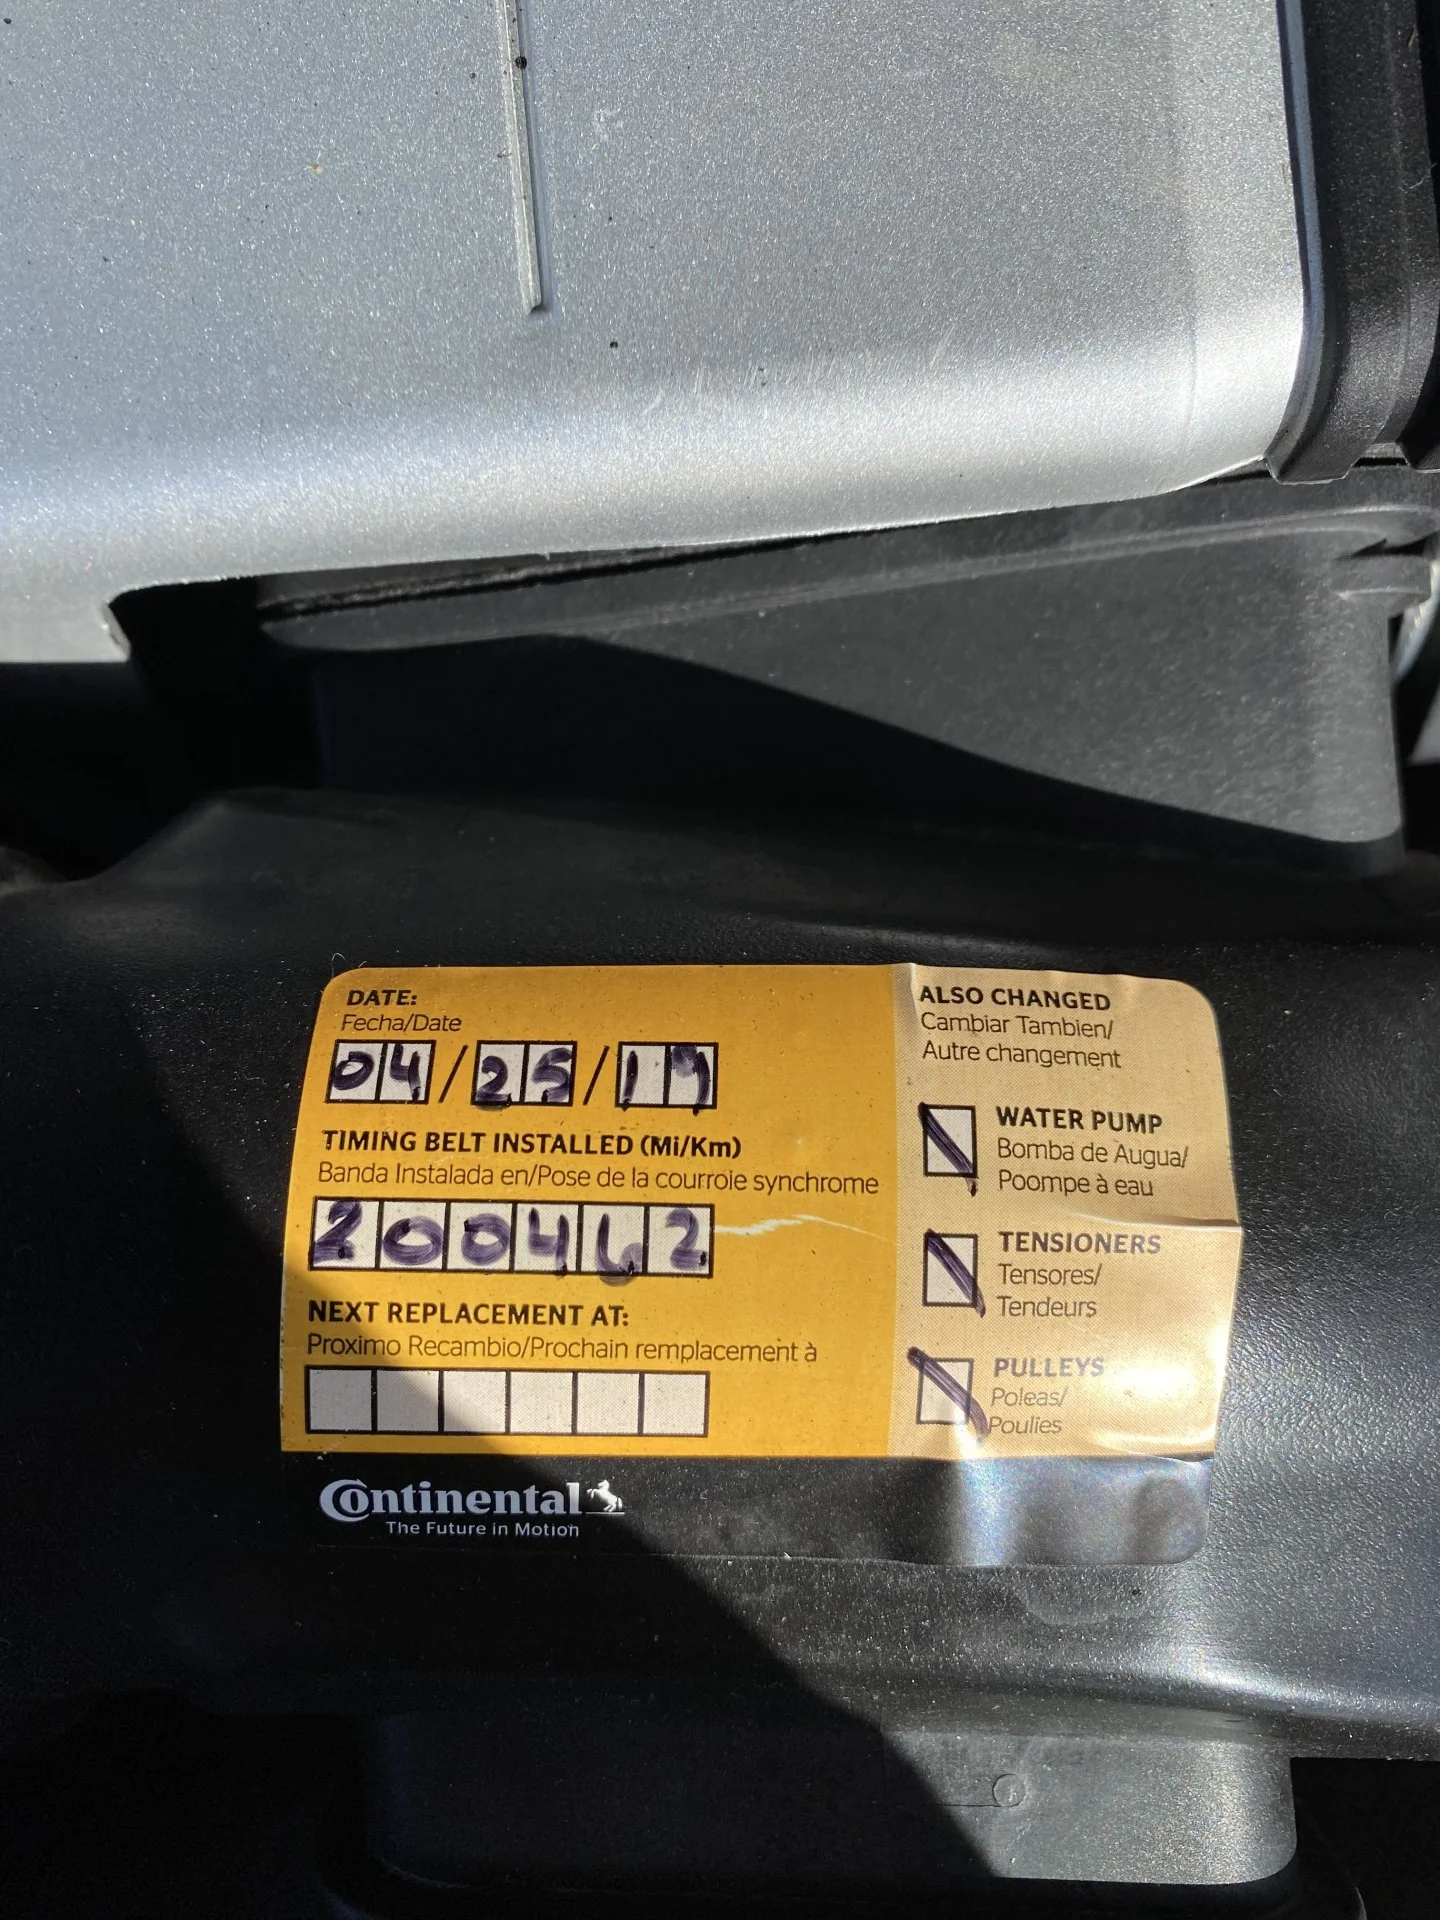 DATE:
Fecha/Date
04/25/19
TIMING BELT INSTALLED (Mi/Km)
Banda Instalada en/Pose de la courroie synchrome
200462
NEXT REPLACEMENT AT:
Proximo Recambio/Prochain remplacement à
Continental
The Future in Motion
ALSO CHANGED
Cambiar Tambien/
Autre changement
WATER PUMP
Bomba de Augua/
Poompe à eau
TENSIONERS
Tensores/
Tendeurs
PULLEYS
Poleas/
Poulies